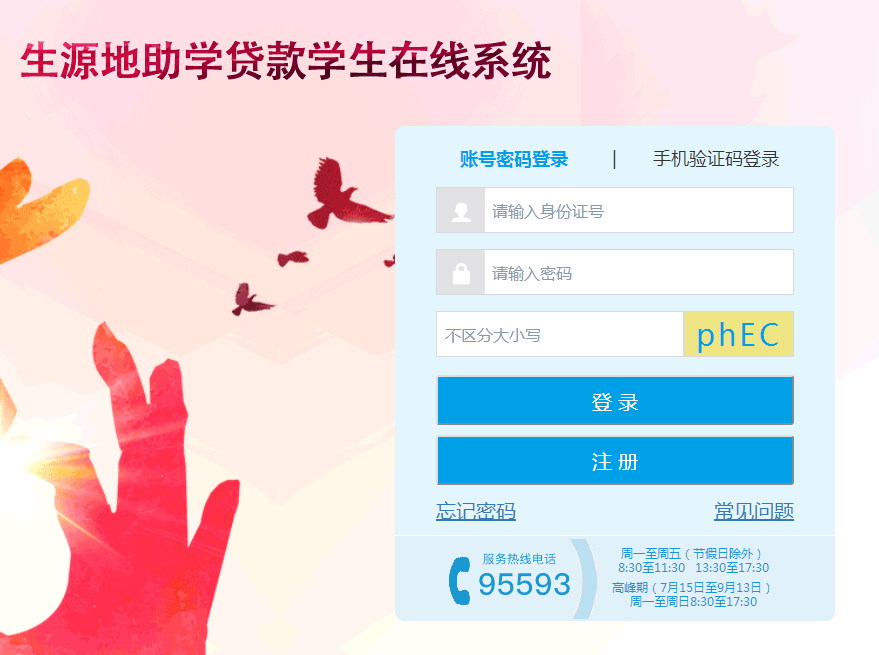 生源地助学贷款学生在线系统
账号密码登录 | 手机验证码登录
请输入身份证号
请输入密码
不区分大小写 phEC
登 录
注 册
忘记密码 常见问题
服务热线电话
95593
周一至周五（节假日除外）
8:30至11:30 13:30至17:30
高峰期（7月15日至9月13日）
周一至周日8:30至17:30